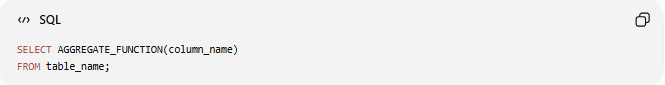 SQL
SELECT AGGREGATE_FUNCTION(column_name)
FROM table_name;